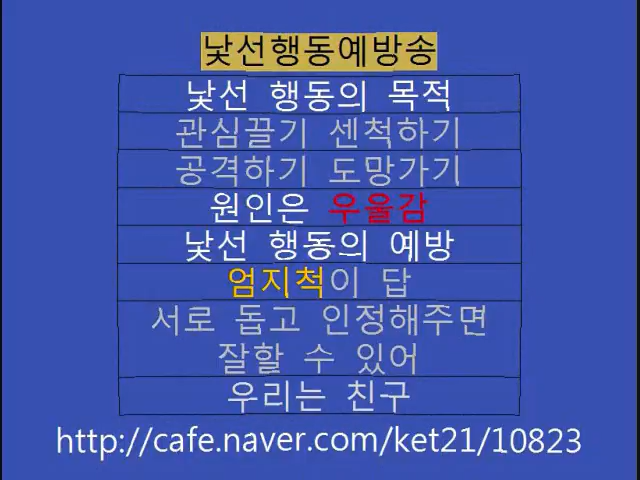 낯선행동예방송
낯선 행동의 목적
관심끌기 센척하기
공격하기 도망가기
원인은 우울감
낯선 행동의 예방
엄지척이 답
서로 돕고 인정해주면
잘할 수 있어
우리는 친구
http://cafe.naver.com/ket21/10823